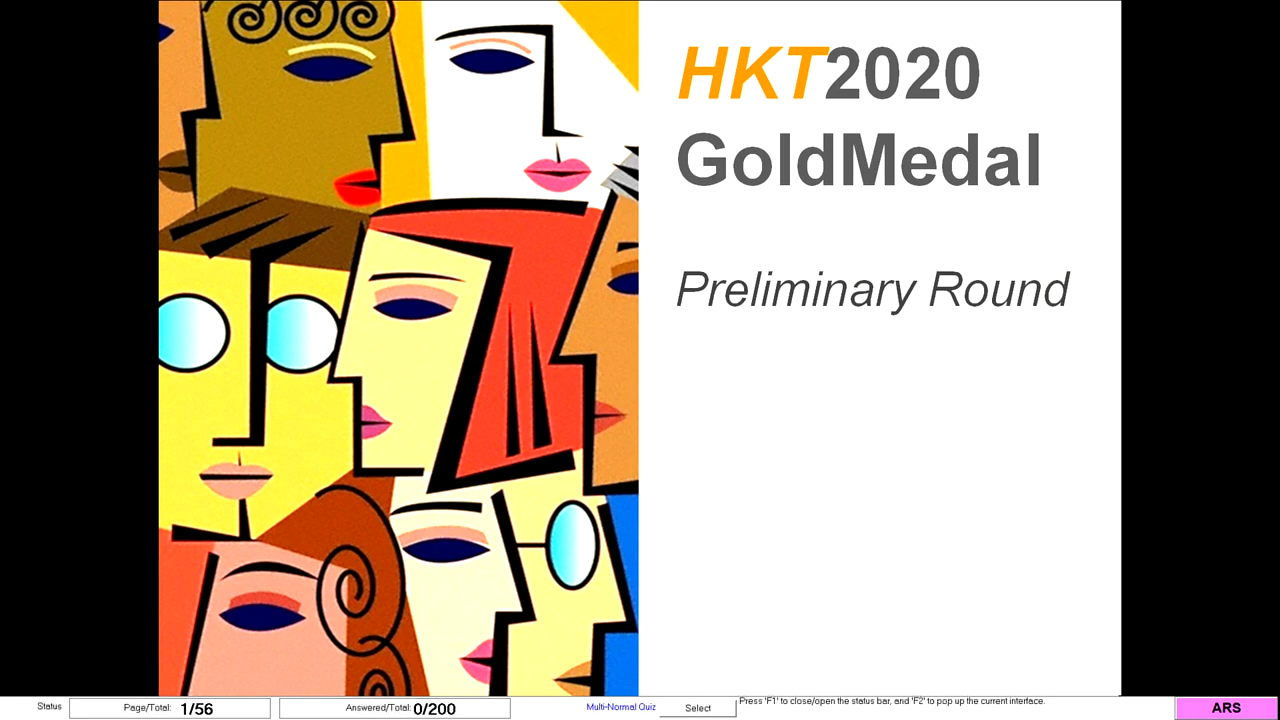 HKT2020
GoldMedal
Preliminary Round
Status
Page/Total: 1/56
Answered/Total: 0/200
Multi-Normal Quiz
Select
Press 'F1' to close/open the status bar, and 'F2' to pop up the current interface.
ARS